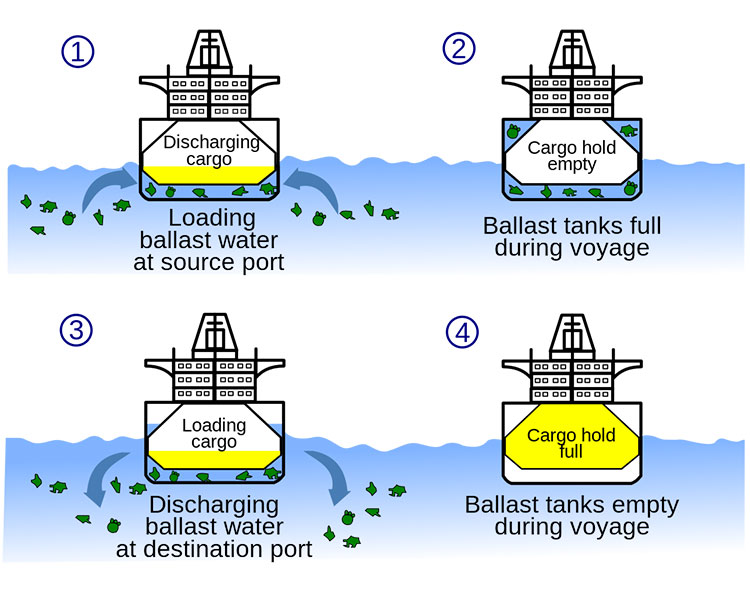 1
Discharging
cargo
Loading
ballast water
at source port
2
Cargo hold
empty
Ballast tanks full
during voyage
3
Loading
cargo
Discharging
ballast water
at destination port
4
Cargo hold
full
Ballast tanks empty
during voyage